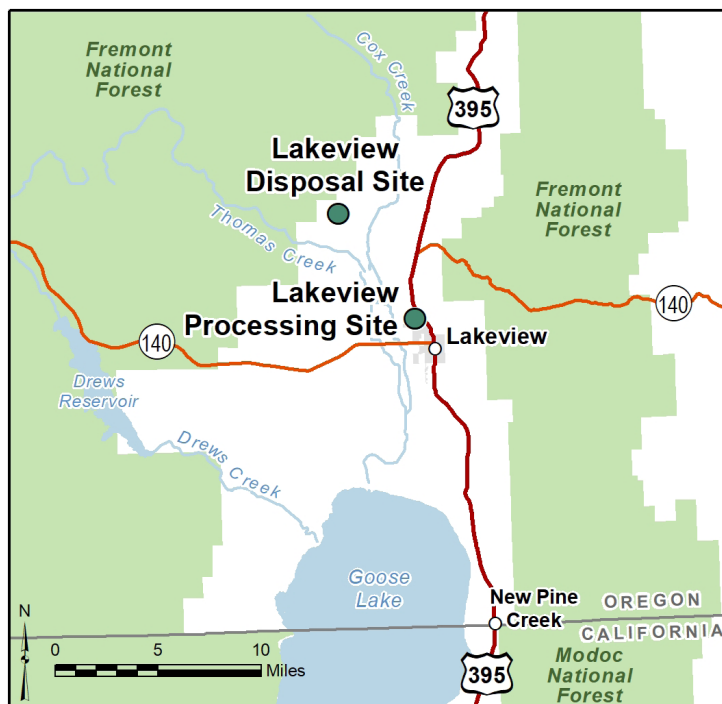 Fremont
National
Forest
Cox Creek
395
Lakeview
Disposal Site
Fremont
National
Forest
Thomas Creek
Lakeview
Processing Site
140
140
Lakeview
Drews
Reservoir
Drews Creek
Goose
Lake
New Pine
Creek
OREGON
CALIFORNIA
N
0
5
10
Miles
395
Modoc
National
Forest